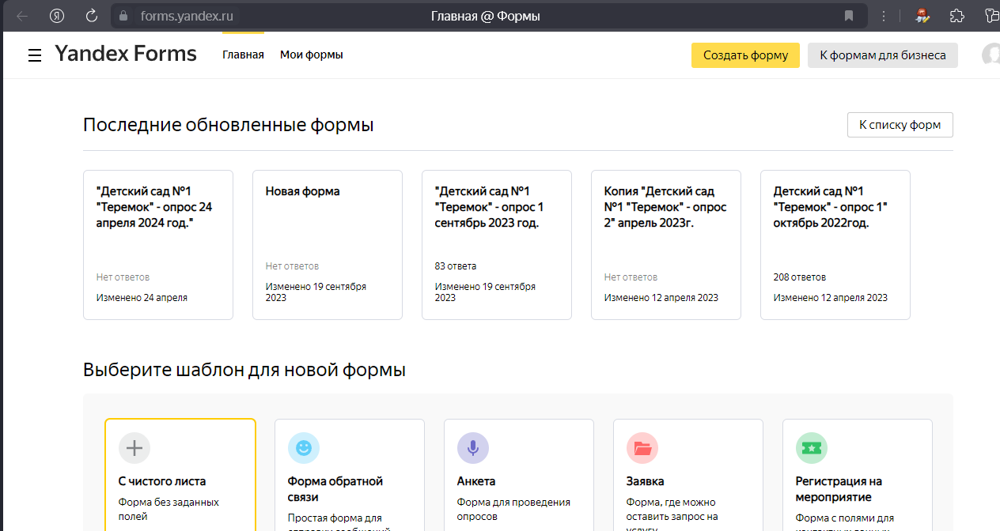 forms.yandex.ru
Главная @ Формы
Yandex Forms
Главная
Мои формы
Создать форму
К формам для бизнеса
Последние обновленные формы
К списку форм
"Детский сад №1
"Теремок" - опрос 24
апреля 2024 год."
Нет ответов
Изменено 24 апреля
Новая форма
Нет ответов
Изменено 19 сентября
2023
"Детский сад №1
"Теремок" - опрос 1
сентябрь 2023 год.
83 ответа
Изменено 19 сентября
2023
Копия "Детский сад
№1 "Теремок" - опрос
2" апрель 2023г.
Нет ответов
Изменено 12 апреля 2023
Детский сад №1
"Теремок" - опрос 1"
октябрь 2022год.
208 ответов
Изменено 12 апреля 2023
Выберите шаблон для новой формы
С чистого листа
Форма без заданных
полей
Форма обратной
связи
Простая форма для
Анкета
Форма для проведения
опросов
Заявка
Форма, где можно
оставить запрос на
Регистрация на
мероприятие
Форма с полями для